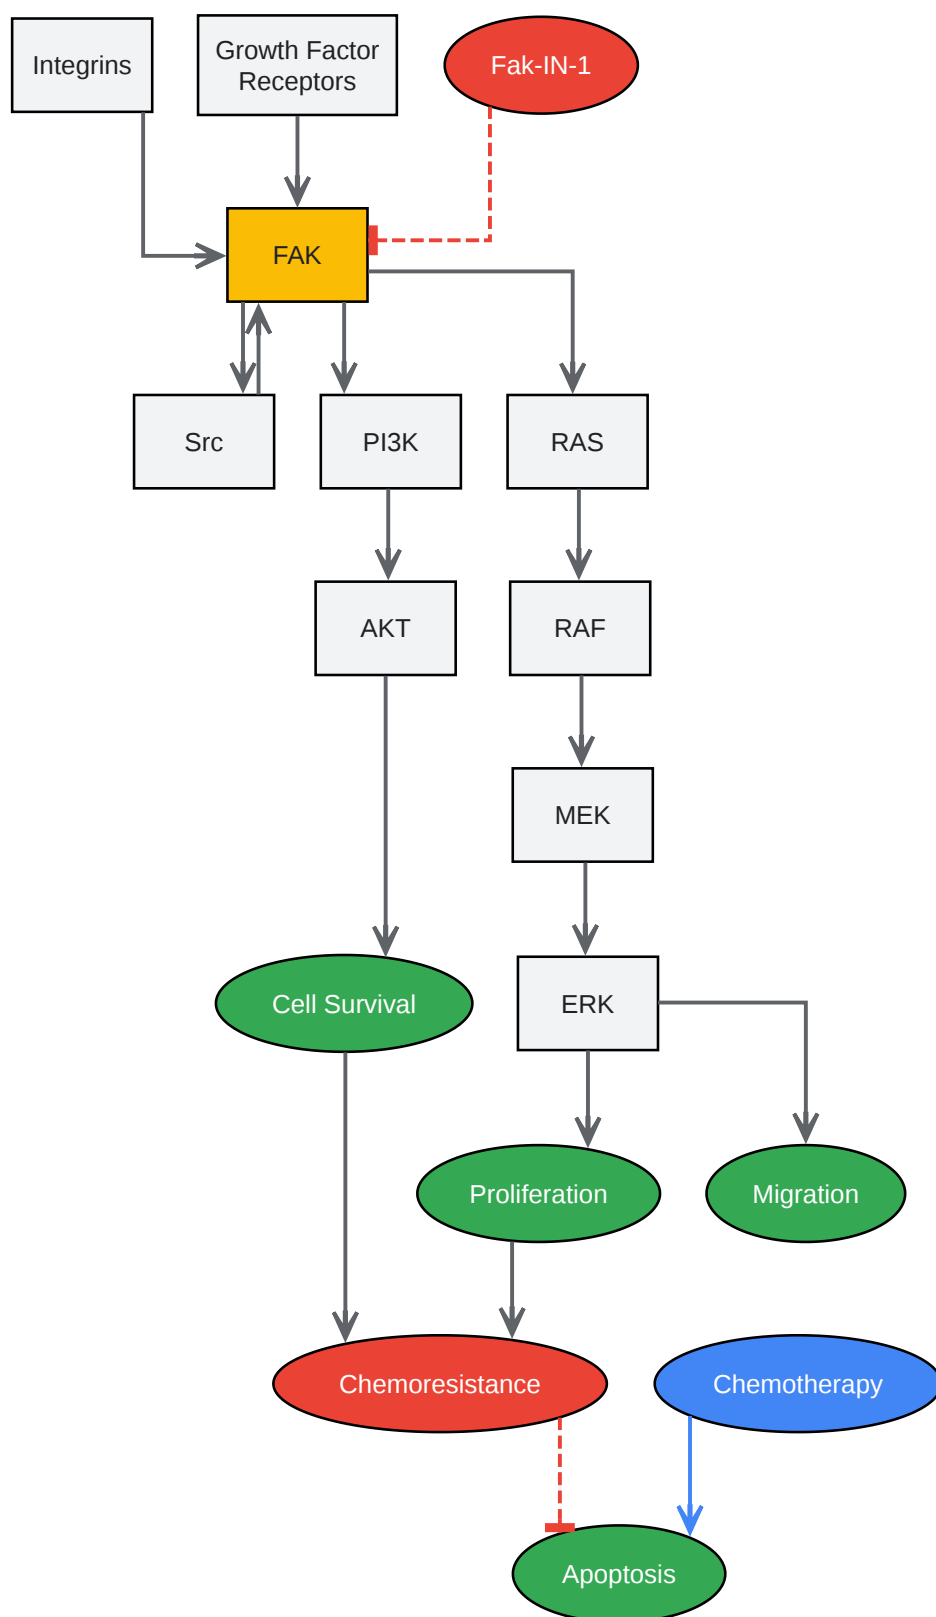 Integrins
Growth Factor
Receptors
Fak-IN-1
FAK
Src
PI3K
RAS
AKT
RAF
MEK
Cell Survival
ERK
Proliferation
Migration
Chemoresistance
Chemotherapy
Apoptosis